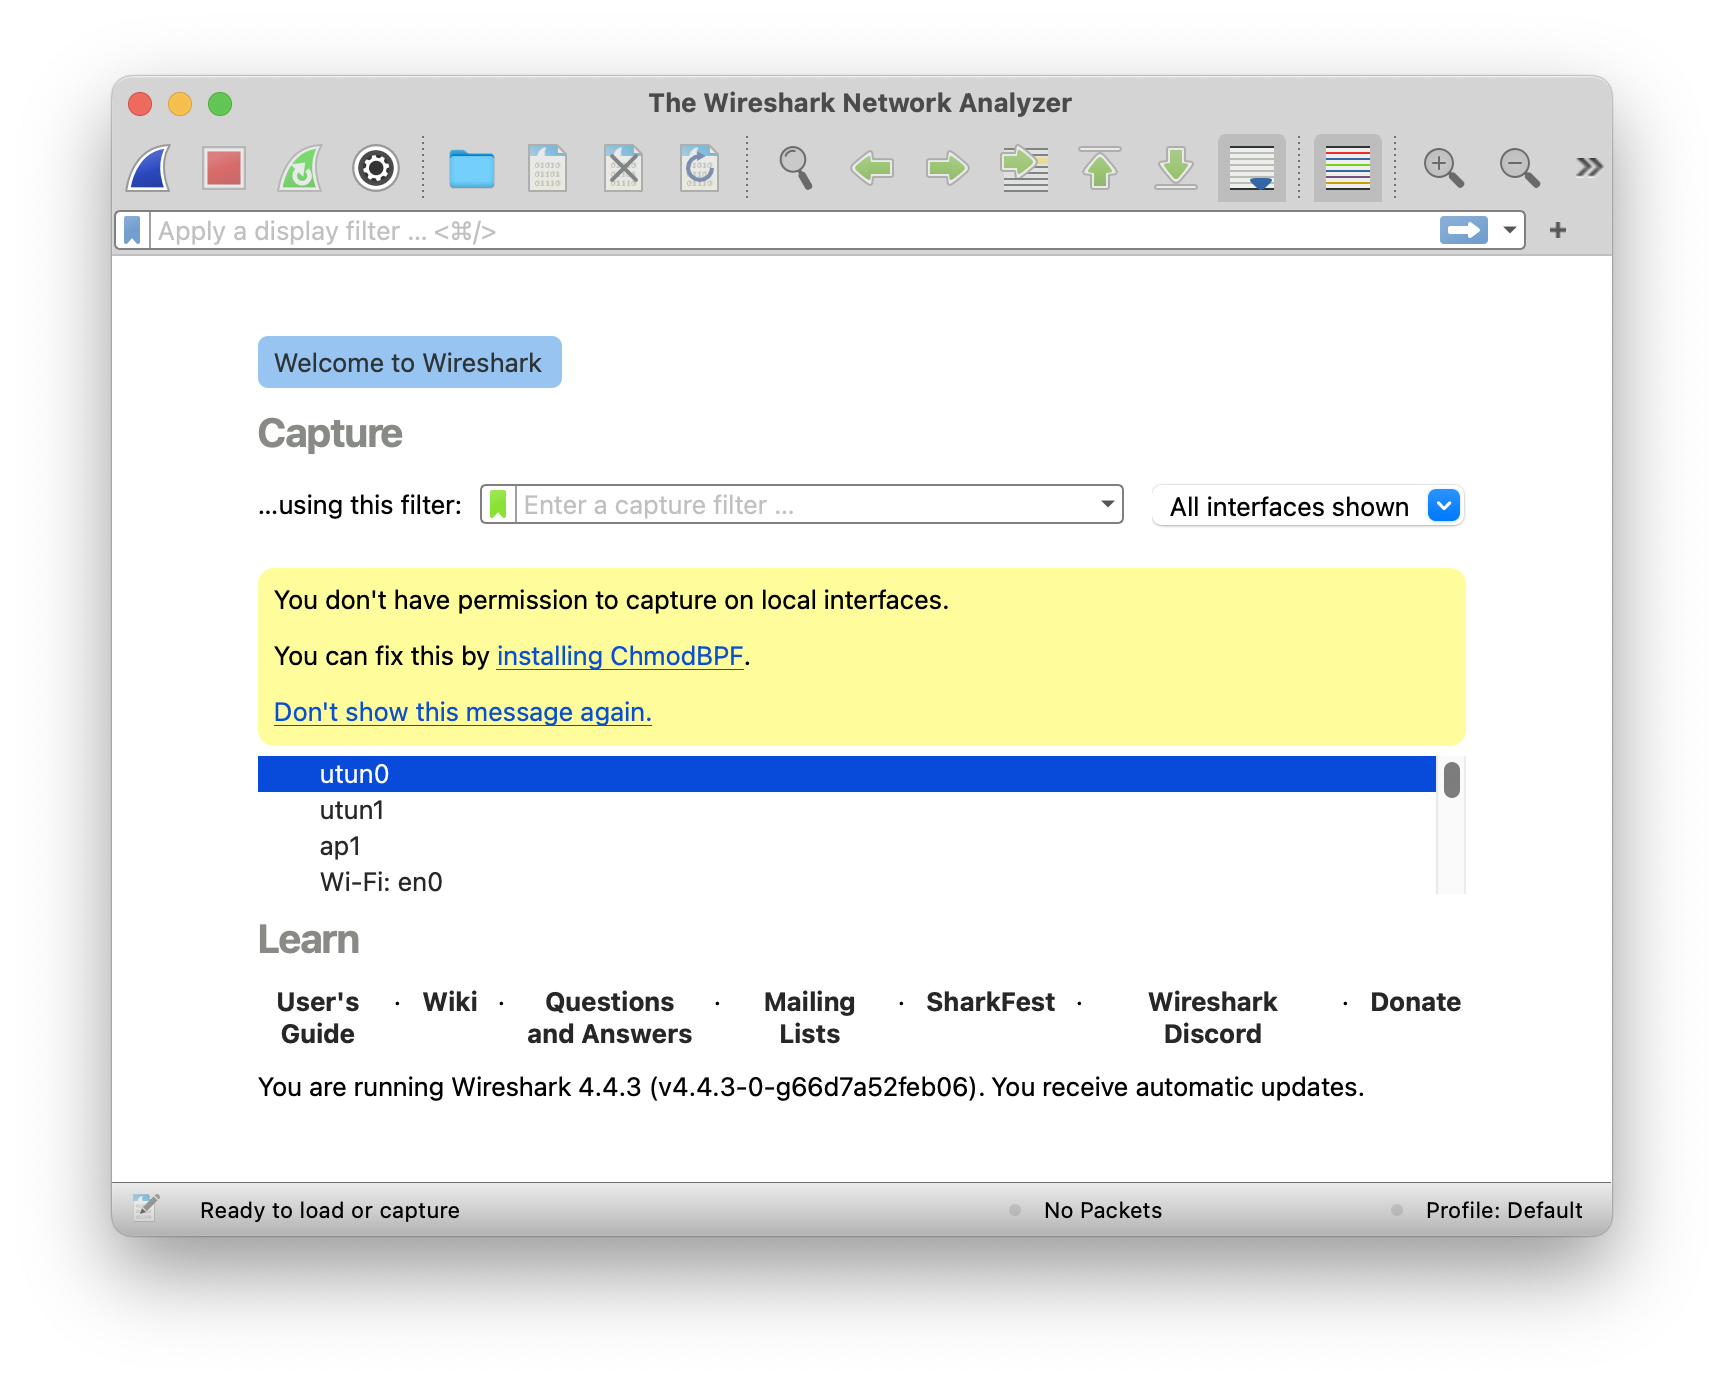 The Wireshark Network Analyzer
Apply a display filter ... <⌘/>
Welcome to Wireshark
Capture
...using this filter: Enter a capture filter ... All interfaces shown
You don't have permission to capture on local interfaces.
You can fix this by installing ChmodBPF.
Don't show this message again.
utun0
utun1
ap1
Wi-Fi: en0
Learn
User's Guide · Wiki · Questions and Answers · Mailing Lists · SharkFest · Wireshark Discord · Donate
You are running Wireshark 4.4.3 (v4.4.3-0-g66d7a52feb06). You receive automatic updates.
Ready to load or capture No Packets Profile: Default